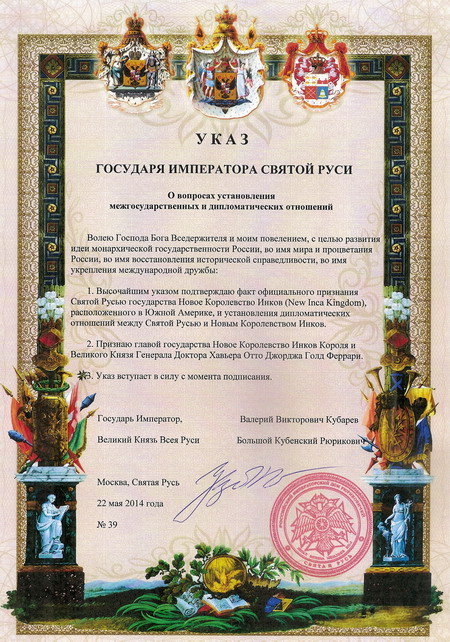 УКАЗ
ГОСУДАРЯ ИМПЕРАТОРА СВЯТОЙ РУСИ
О вопросах установления
межгосударственных и дипломатических отношений
Волею Господа Бога Вседержителя и моим повелением, с целью развития
идеи монархической государственности России, во имя мира и процветания
России, во имя восстановления исторической справедливости, во имя
укрепления международной дружбы:
1. Высочайшим указом подтверждаю факт официального признания
Святой Русью государства Новое Королевство Инков (New Inca Kingdom),
расположенного в Южной Америке, и установления дипломатических
отношений между Святой Русью и Новым Королевством Инков.
2. Признаю главой государства Новое Королевство Инков Короля и
Великого Князя Генерала Доктора Хавьера Отто Джорджа Голд Феррари.
3. Указ вступает в силу с момента подписания.
Государь Император, Валерий Викторович Кубарев
Великий Князь Всея Руси Большой Кубенский Рюрикович
Москва, Святая Русь
22 мая 2014 года
№ 39
СВЯТАЯ РУСЬ